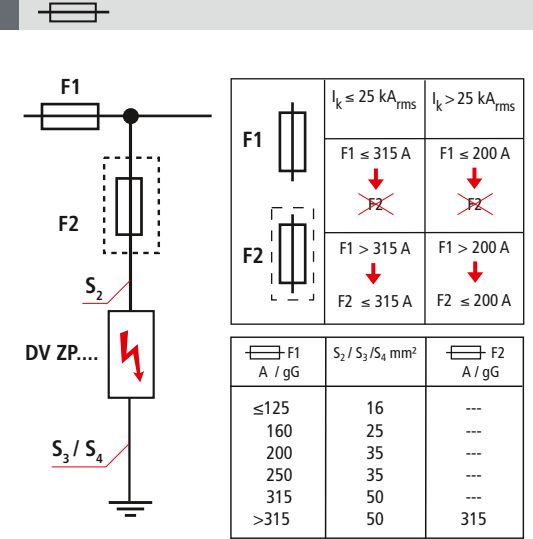 F1
F2
S₂
DV ZP....
S₃ / S₄
Iₖ ≤ 25 kAᵣₘₛ Iₖ > 25 kAᵣₘₛ
F1
F1 ≤ 315 A F1 ≤ 200 A
F2 F2
F2
F1 > 315 A F1 > 200 A
F2 ≤ 315 A F2 ≤ 200 A
F1 S₂ / S₃ /S₄ mm² F2
A / gG A / gG
≤125 16 ---
160 25 ---
200 35 ---
250 35 ---
315 50 ---
>315 50 315